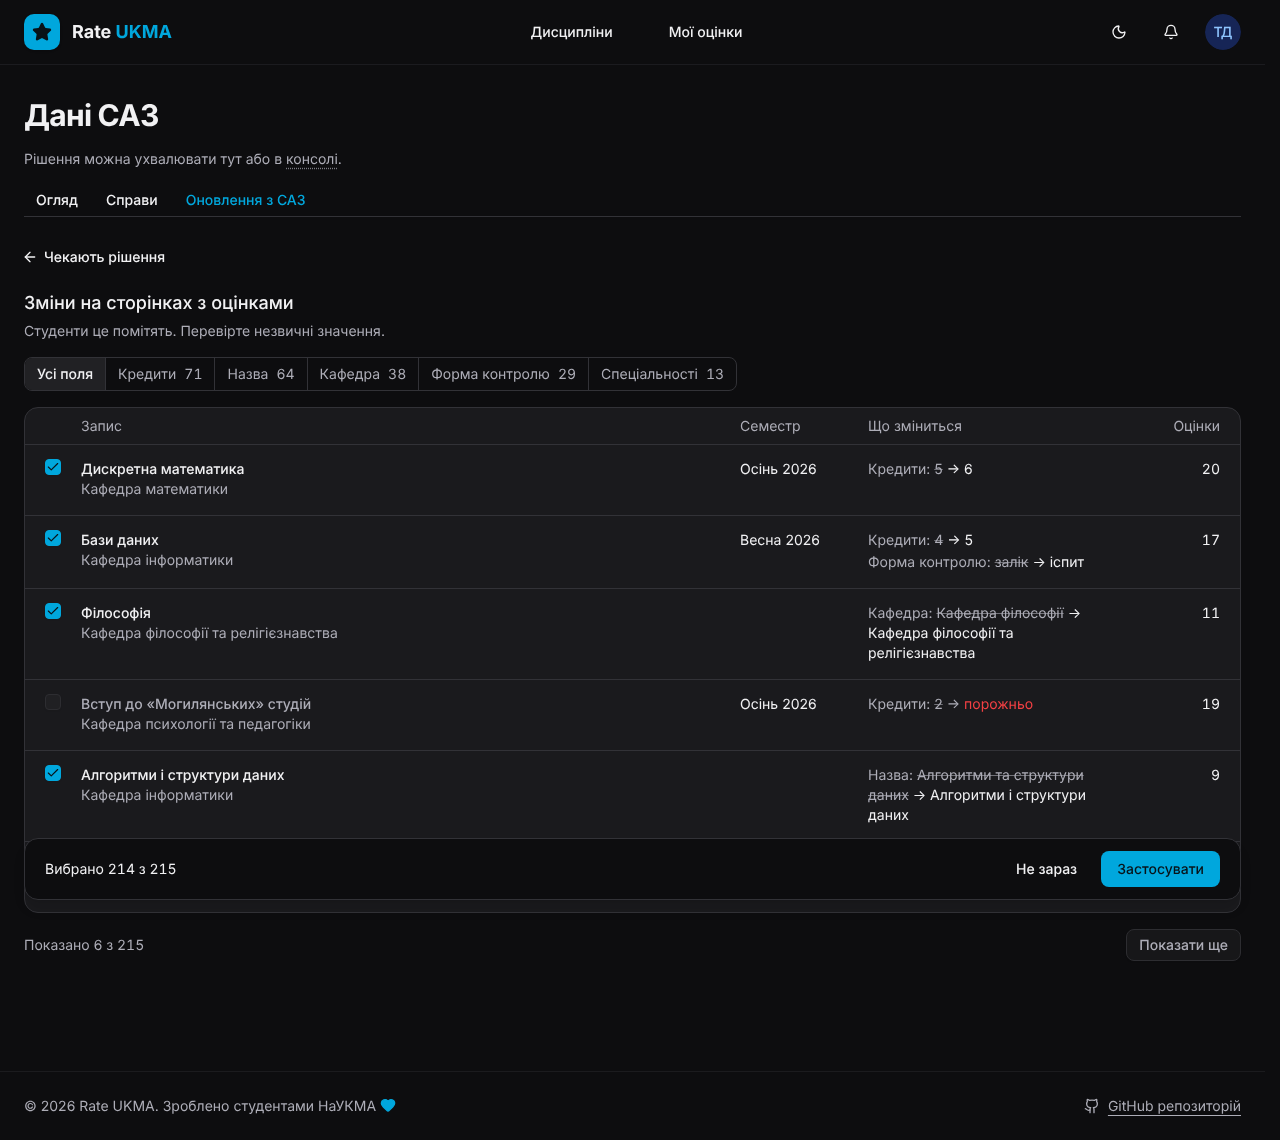 Rate UKMA
Дисципліни
Мої оцінки
ТД
Дані САЗ
Рішення можна ухвалювати тут або в консолі.
Огляд
Справи
Оновлення з САЗ
← Чекають рішення
Зміни на сторінках з оцінками
Студенти це помітять. Перевірте незвичні значення.
Усі поля
Кредити 71
Назва 64
Кафедра 38
Форма контролю 29
Спеціальності 13
Запис
Семестр
Що зміниться
Оцінки
Дискретна математика
Кафедра математики
Осінь 2026
Кредити: 5 → 6
20
Бази даних
Кафедра інформатики
Весна 2026
Кредити: 4 → 5
Форма контролю: залік → іспит
17
Філософія
Кафедра філософії та релігієзнавства
Кафедра: Кафедра філософії →
Кафедра філософії та
релігієзнавства
11
Вступ до «Могилянських» студій
Кафедра психології та педагогіки
Осінь 2026
Кредити: 2 → порожньо
19
Алгоритми і структури даних
Кафедра інформатики
Назва: Алгоритми та структури
даних → Алгоритми і структури
даних
9
Вибрано 214 з 215
Не зараз
Застосувати
Показано 6 з 215
Показати ще
© 2026 Rate UKMA. Зроблено студентами НаУКМА
GitHub репозиторій